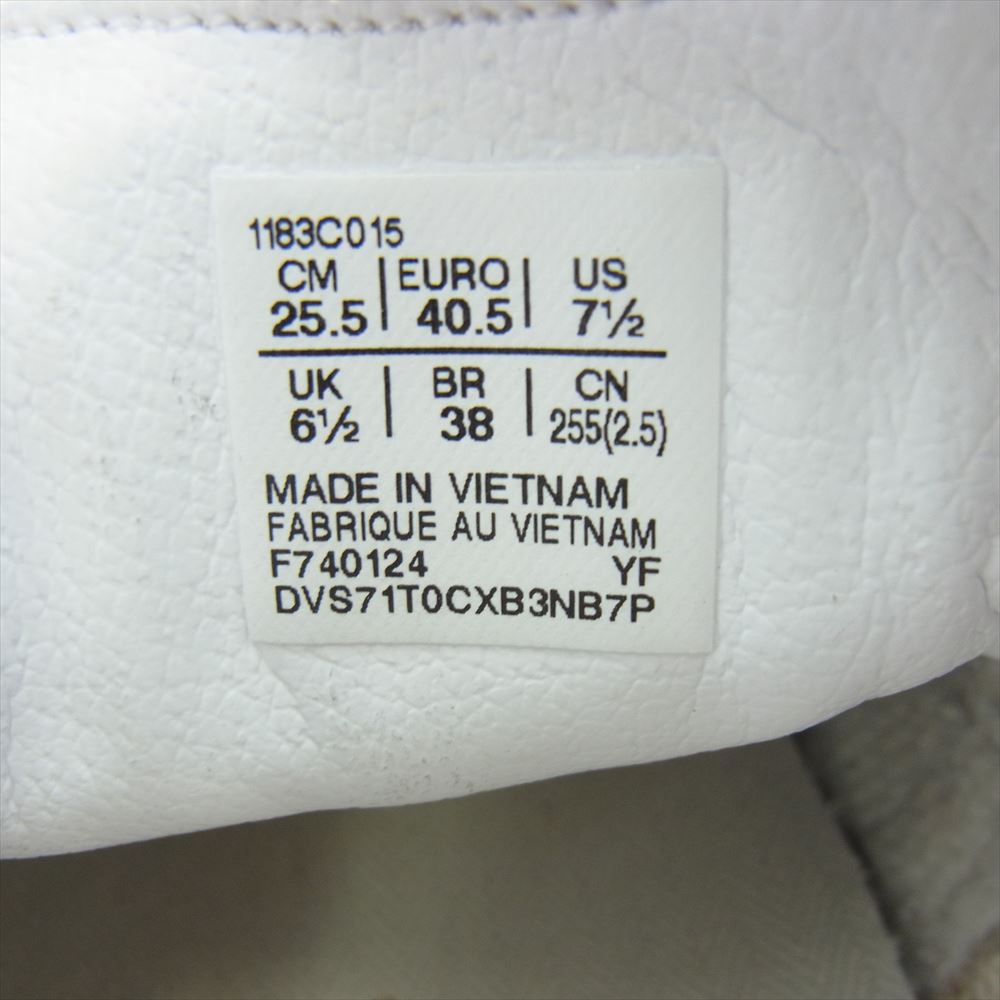 1183C015
CM | EURO | US
25.5 | 40.5 | 7½
UK | BR | CN
6½ | 38 | 255(2.5)
MADE IN VIETNAM
FABRIQUE AU VIETNAM
F740124 YF
DVS71T0CXB3NB7P